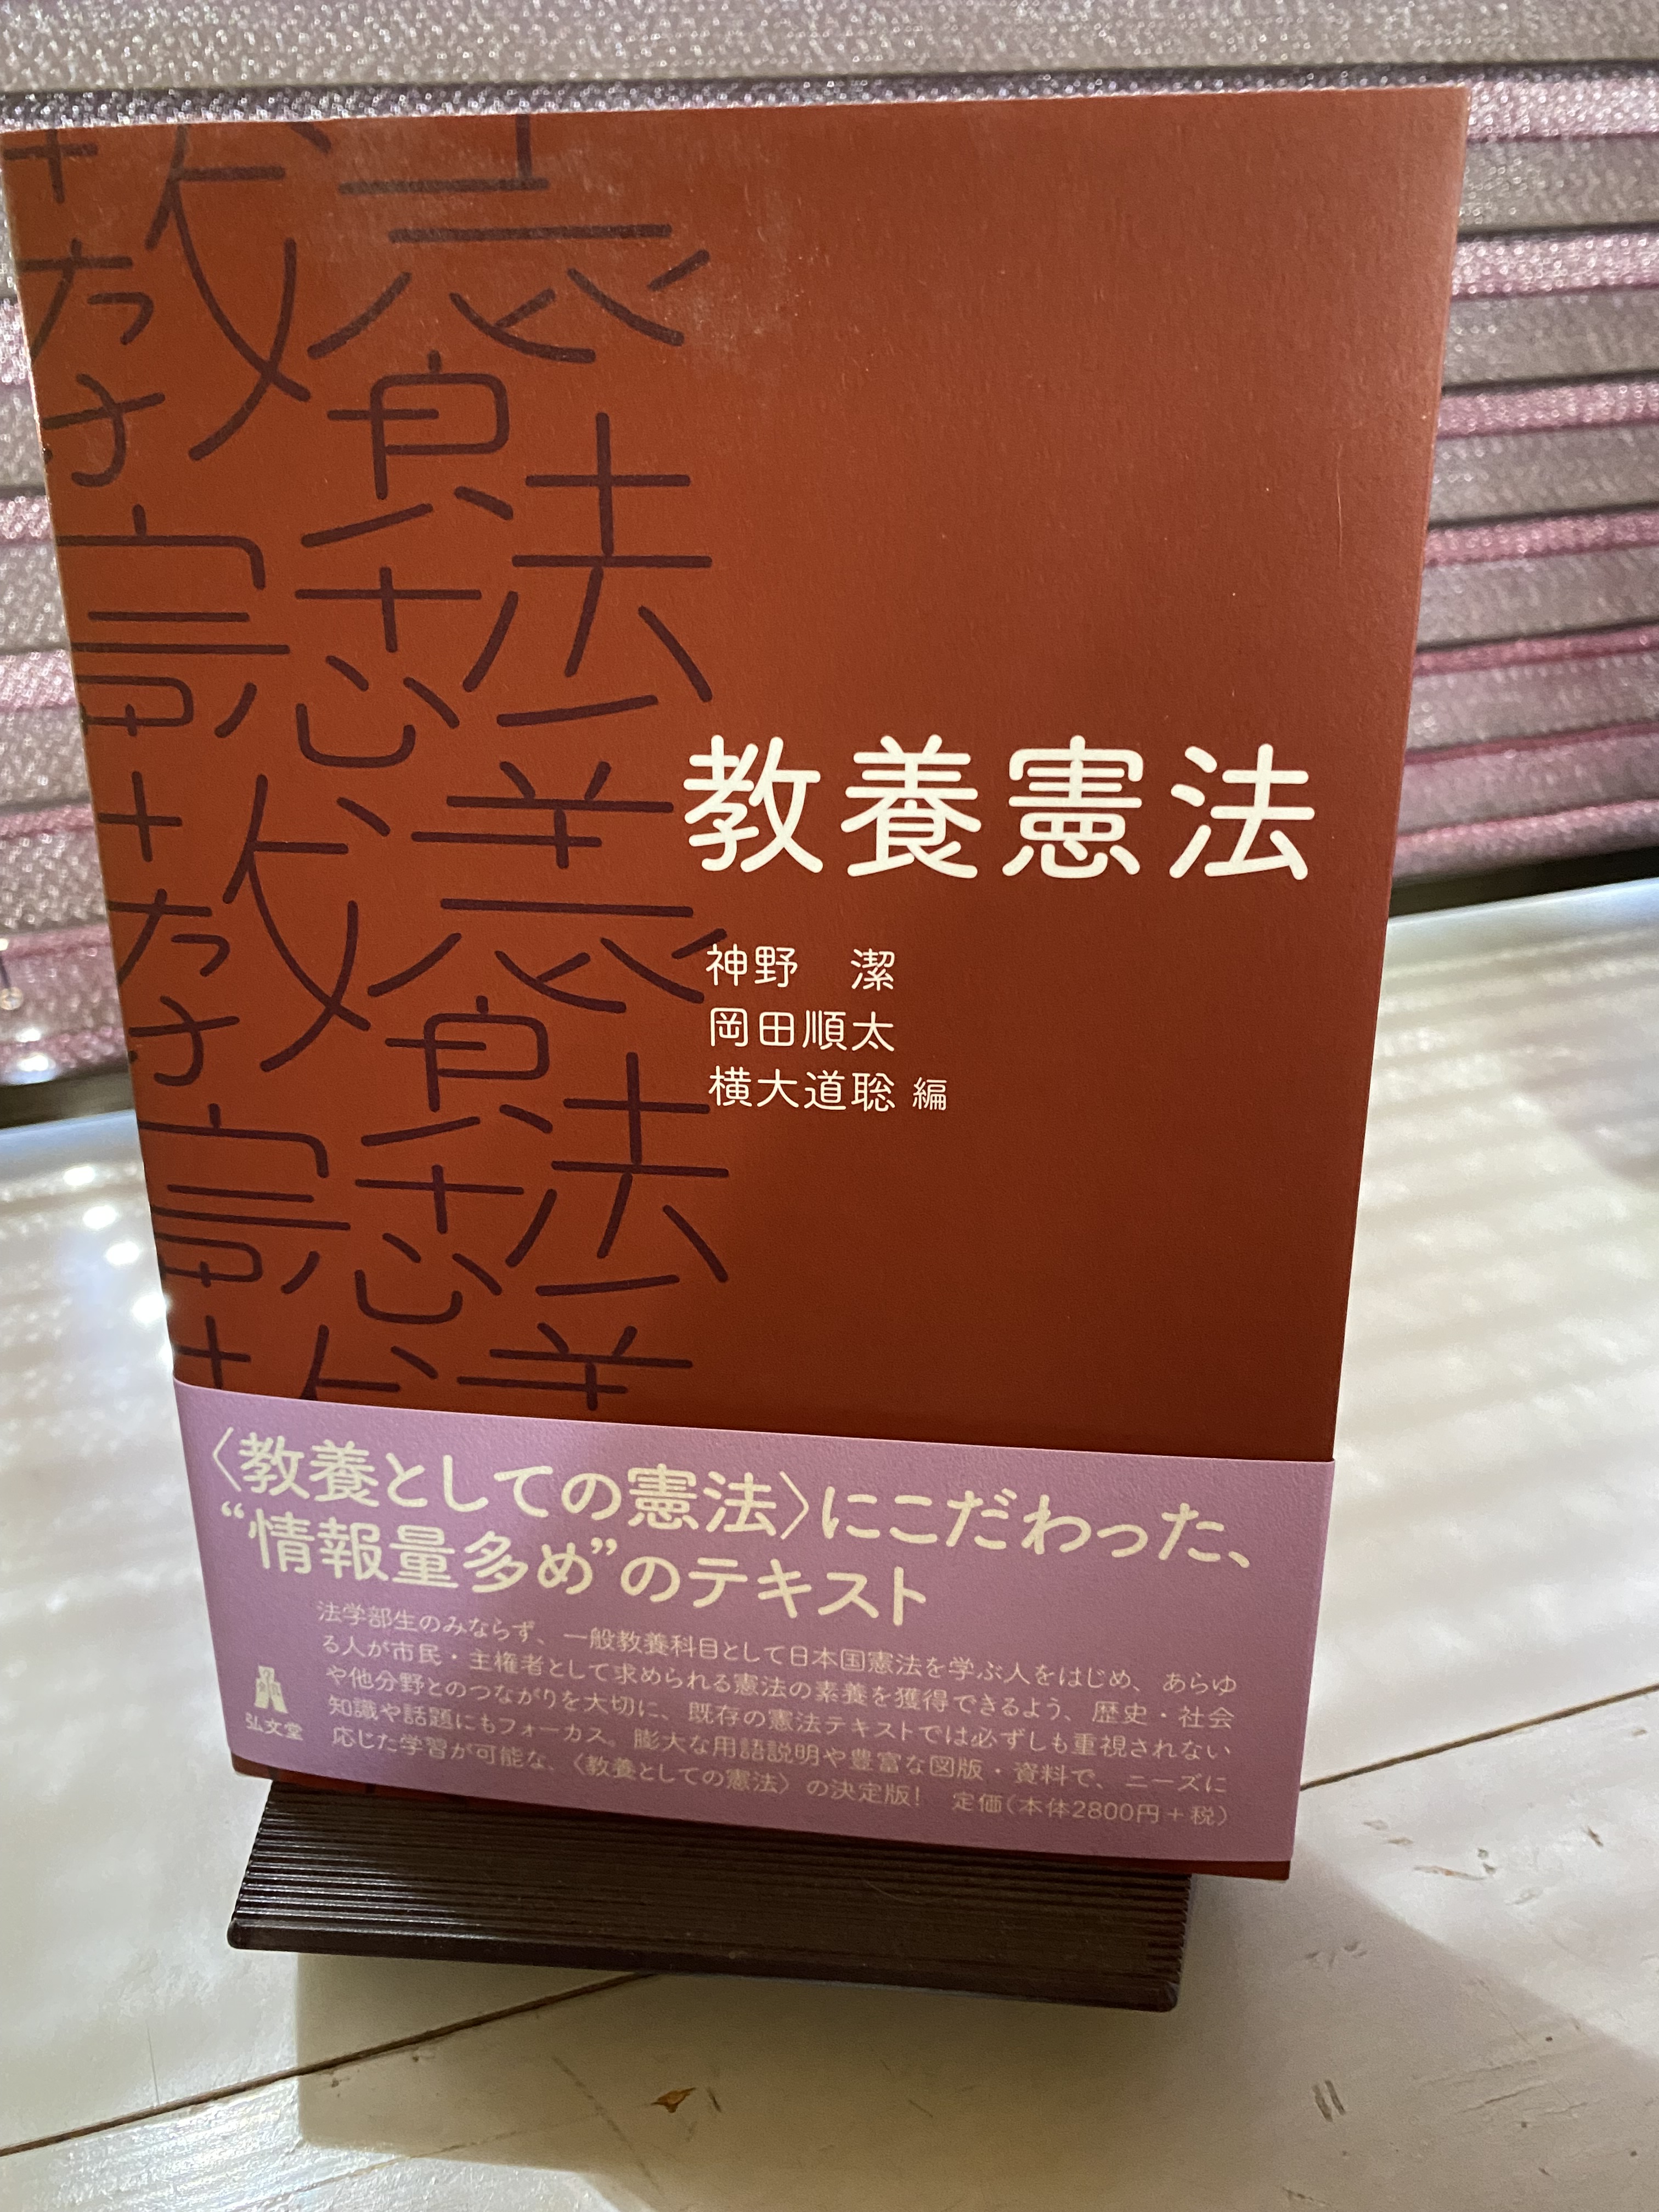 教養憲法
神野 潔
岡田順太
横大道聡 編
〈教養としての憲法〉にこだわった、
“情報量多め”のテキスト
法学部生のみならず、一般教養科目として日本国憲法を学ぶ人をはじめ、あらゆ
る人が市民・主権者として求められる憲法の素養を獲得できるよう、歴史・社会
や他分野とのつながりを大切に、既存の憲法テキストでは必ずしも重視されない
知識や話題にもフォーカス。膨大な用語説明や豊富な図版・資料で、ニーズに
応じた学習が可能な、〈教養としての憲法〉の決定版！ 定価（本体2800円＋税）
弘文堂
教養
憲法
教養
憲法
教養